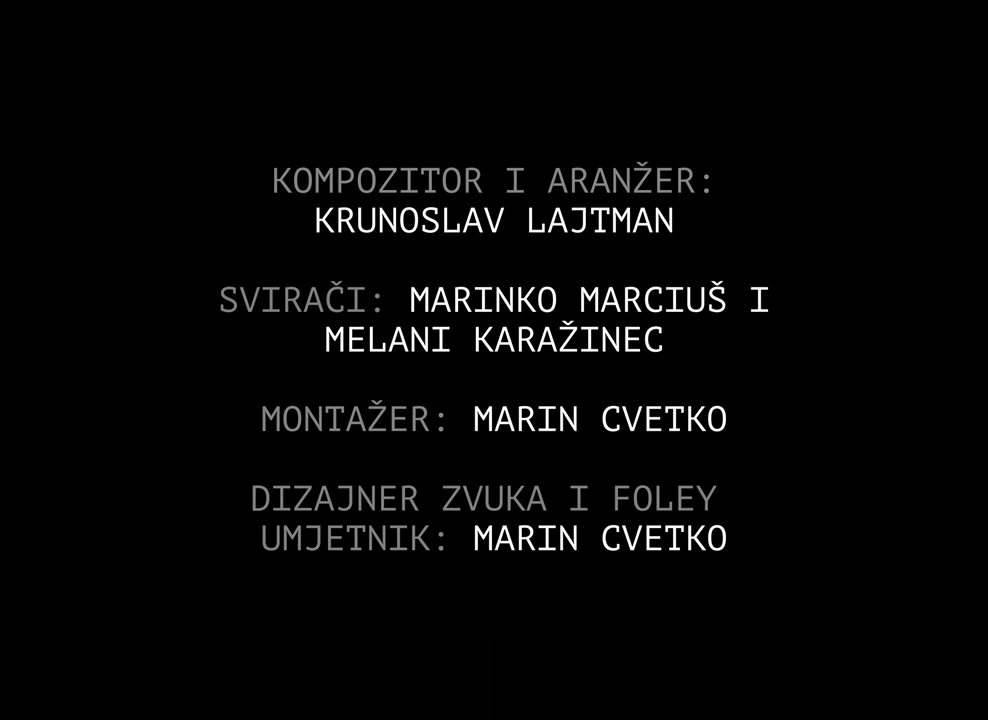 KOMPOZITOR I ARANŽER:
KRUNOSLAV LAJTMAN
SVIRAČI: MARINKO MARCIUŠ I
MELANI KARAŽINEC
MONTAŽER: MARIN CVETKO
DIZAJNER ZVUKA I FOLEY
UMJETNIK: MARIN CVETKO